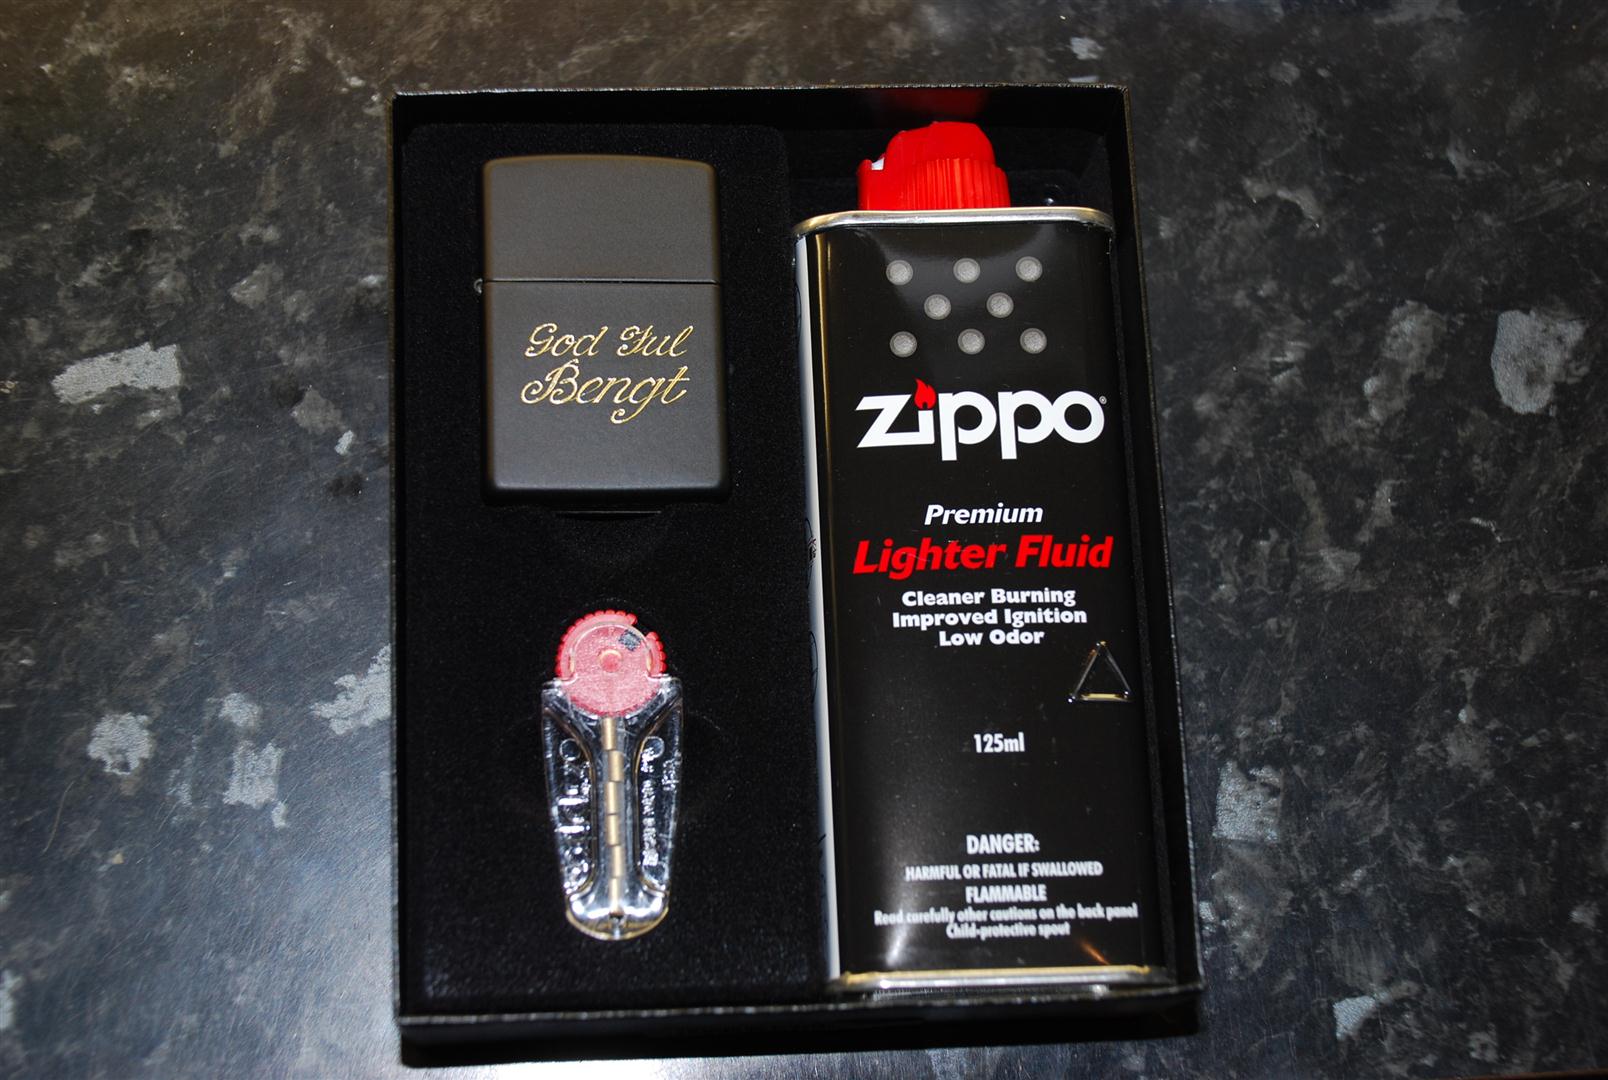 God Jul
Bengt
zippo®
Premium
Lighter Fluid
Cleaner Burning
Improved Ignition
Low Odor
125ml
DANGER:
HARMFUL OR FATAL IF SWALLOWED
FLAMMABLE
Read carefully other cautions on the back panel
Child-protective spout